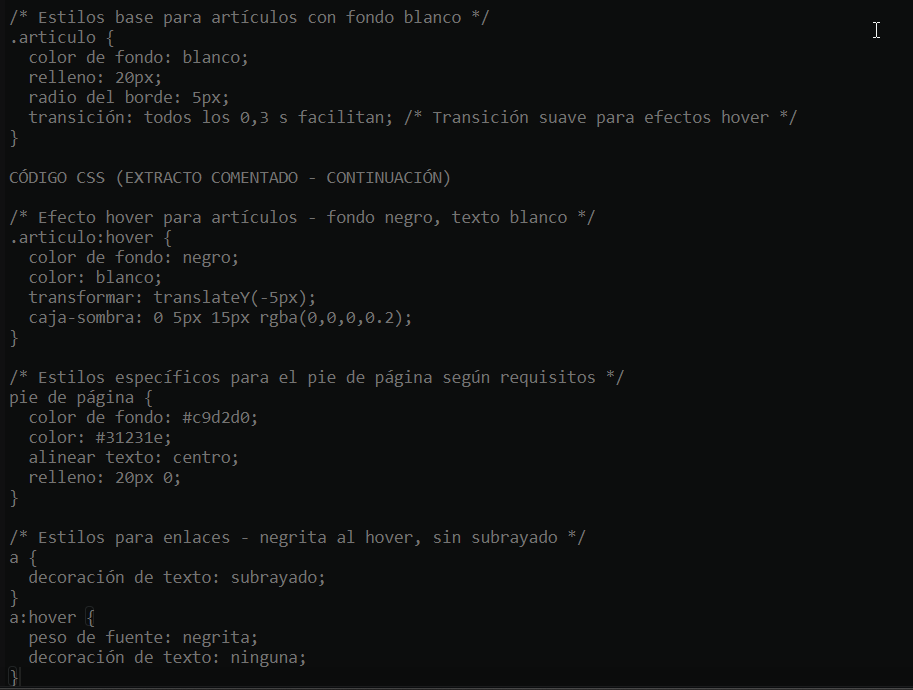 /* Estilos base para artículos con fondo blanco */
.articulo {
  color de fondo: blanco;
  relleno: 20px;
  radio del borde: 5px;
  transición: todos los 0,3 s facilitan; /* Transición suave para efectos hover */
}

CÓDIGO CSS (EXTRACTO COMENTADO - CONTINUACIÓN)

/* Efecto hover para artículos - fondo negro, texto blanco */
.articulo:hover {
  color de fondo: negro;
  color: blanco;
  transformar: translateY(-5px);
  caja-sombra: 0 5px 15px rgba(0,0,0,0.2);
}

/* Estilos específicos para el pie de página según requisitos */
pie de página {
  color de fondo: #c9d2d0;
  color: #31231e;
  alinear texto: centro;
  relleno: 20px 0;
}

/* Estilos para enlaces - negrita al hover, sin subrayado */
a {
  decoración de texto: subrayado;
}
a:hover {
  peso de fuente: negrita;
  decoración de texto: ninguna;
}